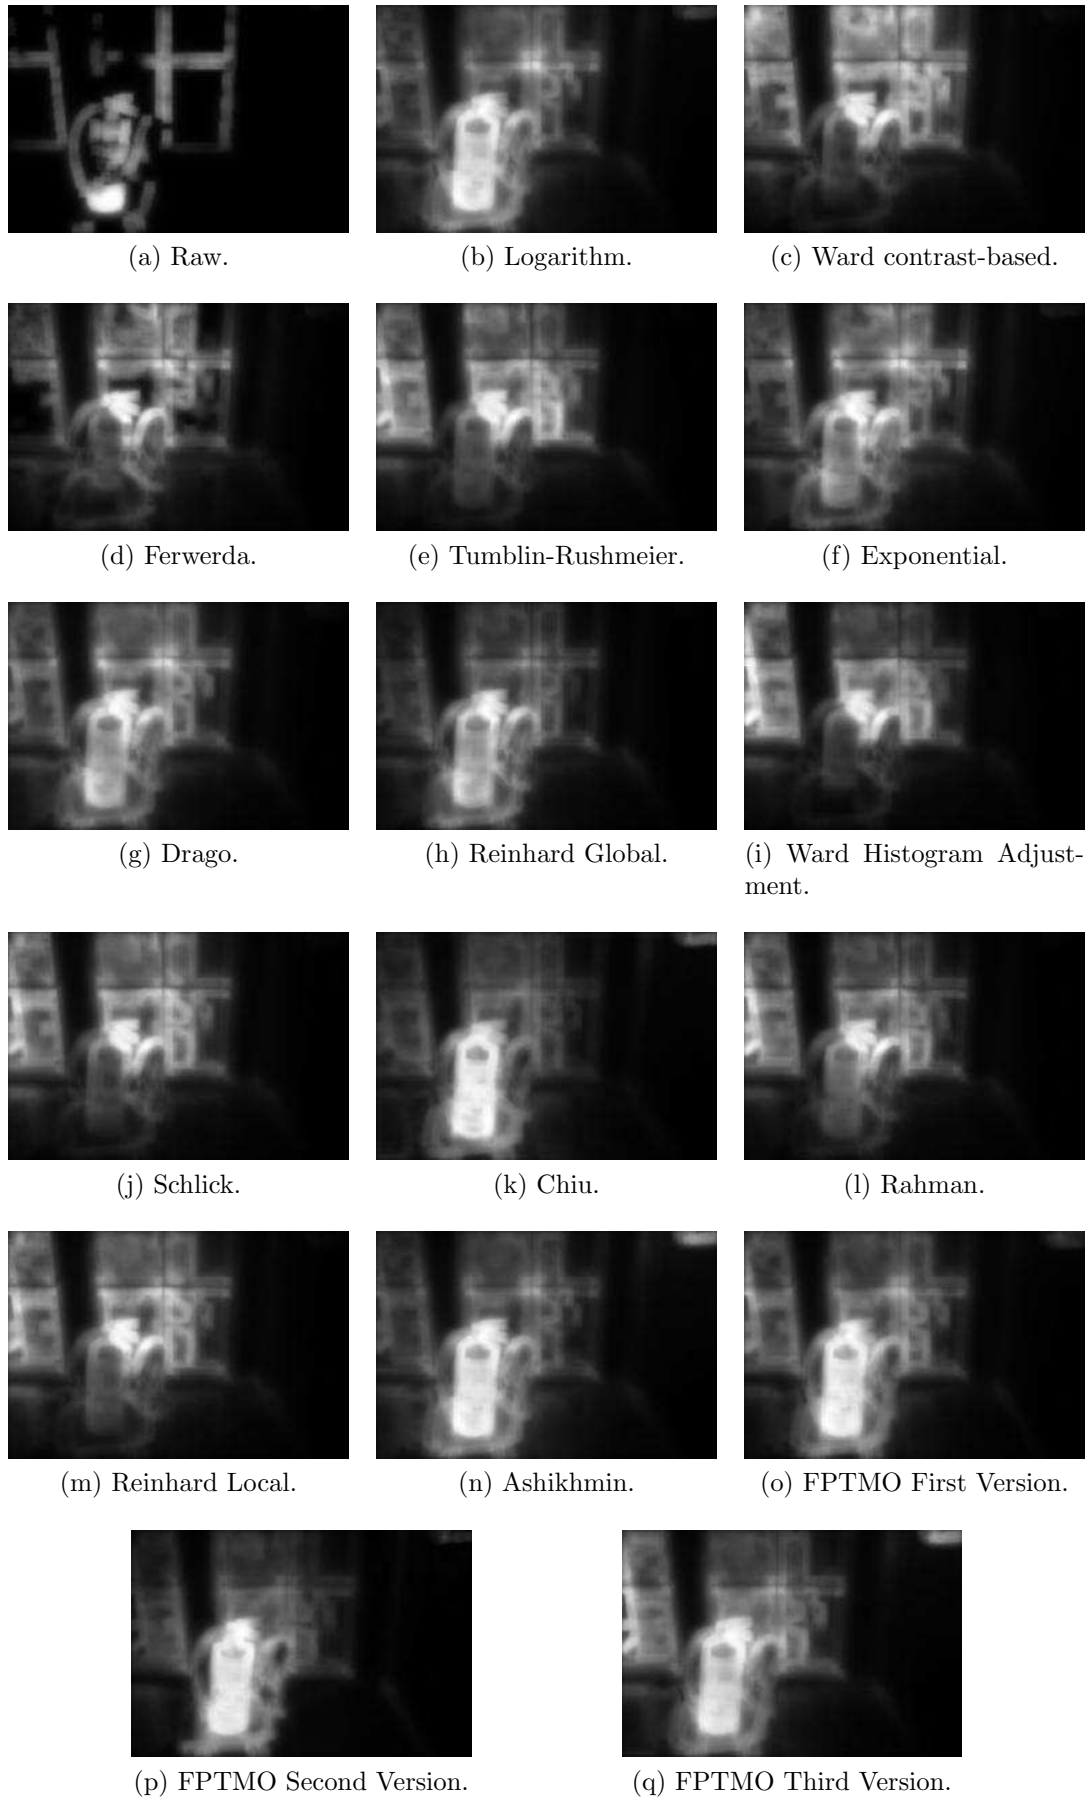 (a) Raw.
(b) Logarithm.
(c) Ward contrast-based.
(d) Ferwerda.
(e) Tumblin-Rushmeier.
(f) Exponential.
(g) Drago.
(h) Reinhard Global.
(i) Ward Histogram Adjust-
ment.
(j) Schlick.
(k) Chiu.
(l) Rahman.
(m) Reinhard Local.
(n) Ashikhmin.
(o) FPTMO First Version.
(p) FPTMO Second Version.
(q) FPTMO Third Version.